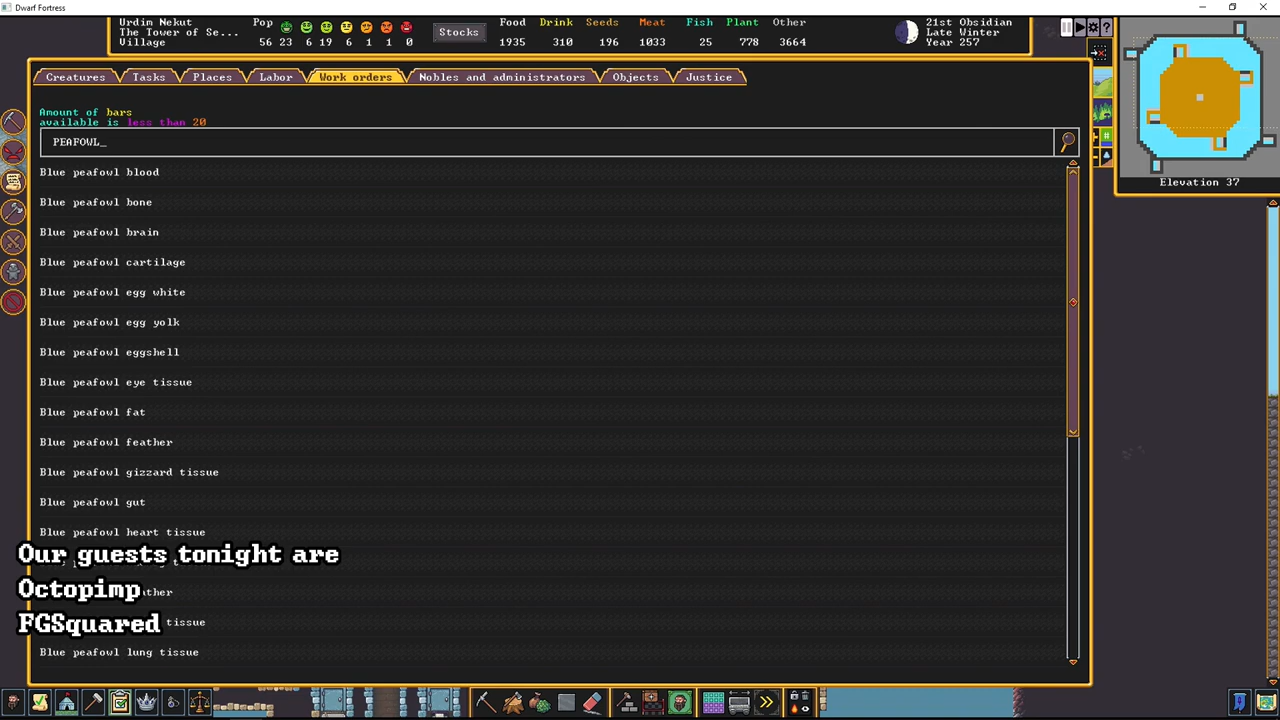 Dwarf Fortress
Urdim Nekut
The Tower of Se...
Village
Pop
56 23 6 19 6 1 1 0
Stocks
Food Drink Seeds Meat Fish Plant Other
1935 310 196 1033 25 778 3664
21st Obsidian
Late Winter
Year 257
Creatures Tasks Places Labor Work orders Nobles and administrators Objects Justice
Elevation 37
Amount of bars
available is less than 20
PEAFOWL_
Blue peafowl blood
Blue peafowl bone
Blue peafowl brain
Blue peafowl cartilage
Blue peafowl egg white
Blue peafowl egg yolk
Blue peafowl eggshell
Blue peafowl eye tissue
Blue peafowl fat
Blue peafowl feather
Blue peafowl gizzard tissue
Blue peafowl gut
Blue peafowl heart tissue
Our guests tonight are
Octopimp
FGSquared
tissue
Blue peafowl lung tissue